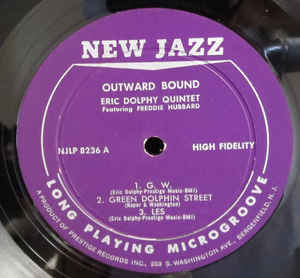 NEW JAZZ
OUTWARD BOUND
ERIC DOLPHY QUINTET
Featuring FREDDIE HUBBARD
NJLP 8236 A
HIGH FIDELITY
1. G. W.
(Eric Dolphy-Prestige Music-BMI)
2. GREEN DOLPHIN STREET
(Kaper & Washington)
3. LES
(Eric Dolphy-Prestige Music-BMI)
LONG PLAYING MICROGROOVE
A PRODUCT OF PRESTIGE RECORDS INC., 203 S. WASHINGTON AVE., BERGENFIELD, N.J.